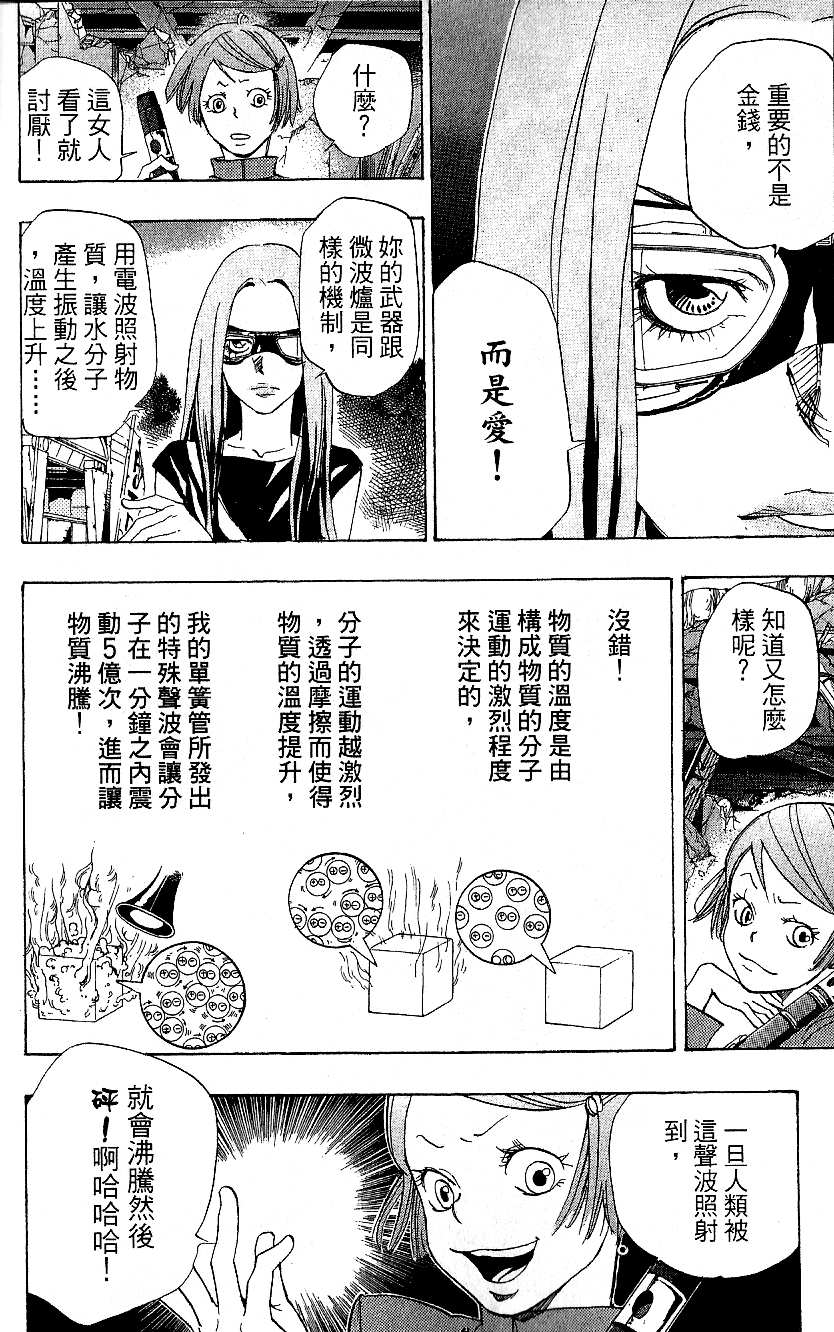 重要的不是
金錢，
而是愛！
什麼？
這女人
看了就
討厭！
妳的武器跟
微波爐是同
樣的機制，
用電波照射物
質，讓水分子
產生振動之後
，溫度上升……
知道又怎麼
樣呢？
沒錯！
物質的溫度是由
構成物質的分子
運動的激烈程度
來決定的，
分子的運動越激烈
，透過摩擦而使得
物質的溫度提升，
我的單簧管所發出
的特殊聲波會讓分
子在一分鐘之內震
動５億次，進而讓
物質沸騰！
一旦人類被
這聲波照射
到，
就會沸騰然後
砰！啊哈哈哈！